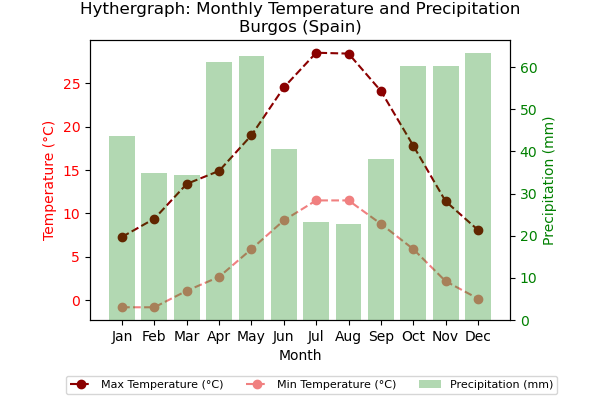 Hythergraph: Monthly Temperature and Precipitation
Burgos (Spain)
Temperature (°C)
25
20
15
10
5
0
Precipitation (mm)
60
50
40
30
20
10
0
Jan Feb Mar Apr May Jun Jul Aug Sep Oct Nov Dec
Month
Max Temperature (°C) Min Temperature (°C) Precipitation (mm)